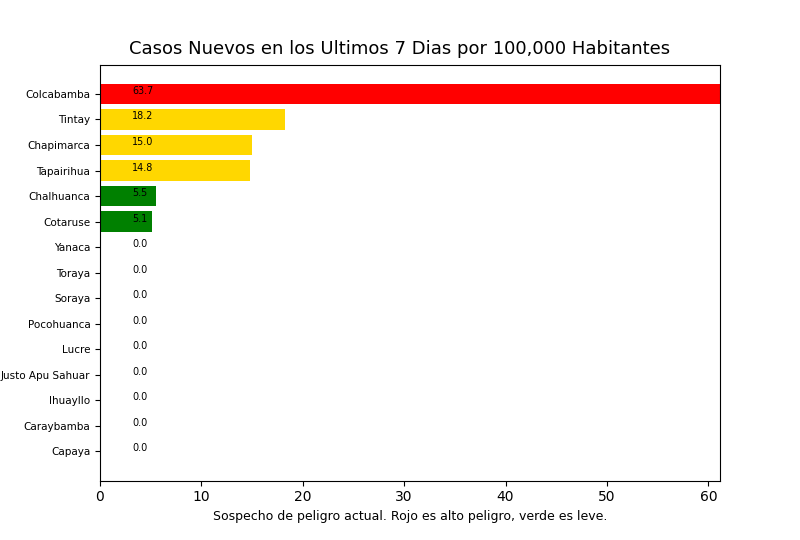 Casos Nuevos en los Ultimos 7 Dias por 100,000 Habitantes
Colcabamba 63.7
Tintay 18.2
Chapimarca 15.0
Tapairihua 14.8
Chalhuanca 5.5
Cotaruse 5.1
Yanaca 0.0
Toraya 0.0
Soraya 0.0
Pocohuanca 0.0
Lucre 0.0
Justo Apu Sahuar 0.0
Ihuayllo 0.0
Caraybamba 0.0
Capaya 0.0
0 10 20 30 40 50 60
Sospecho de peligro actual. Rojo es alto peligro, verde es leve.